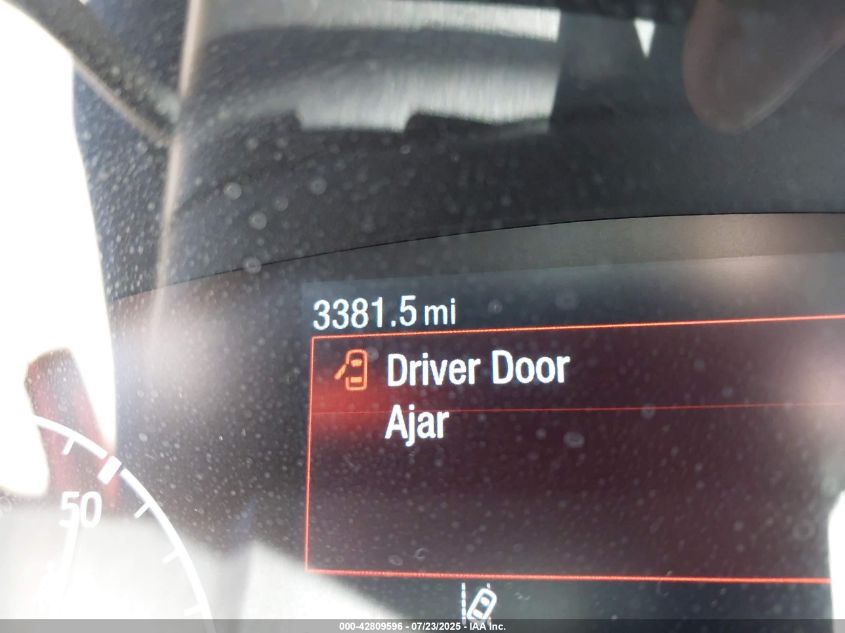 3381.5 mi
Driver Door
Ajar
50
000-42809596 - 07/23/2025 - IAA Inc.